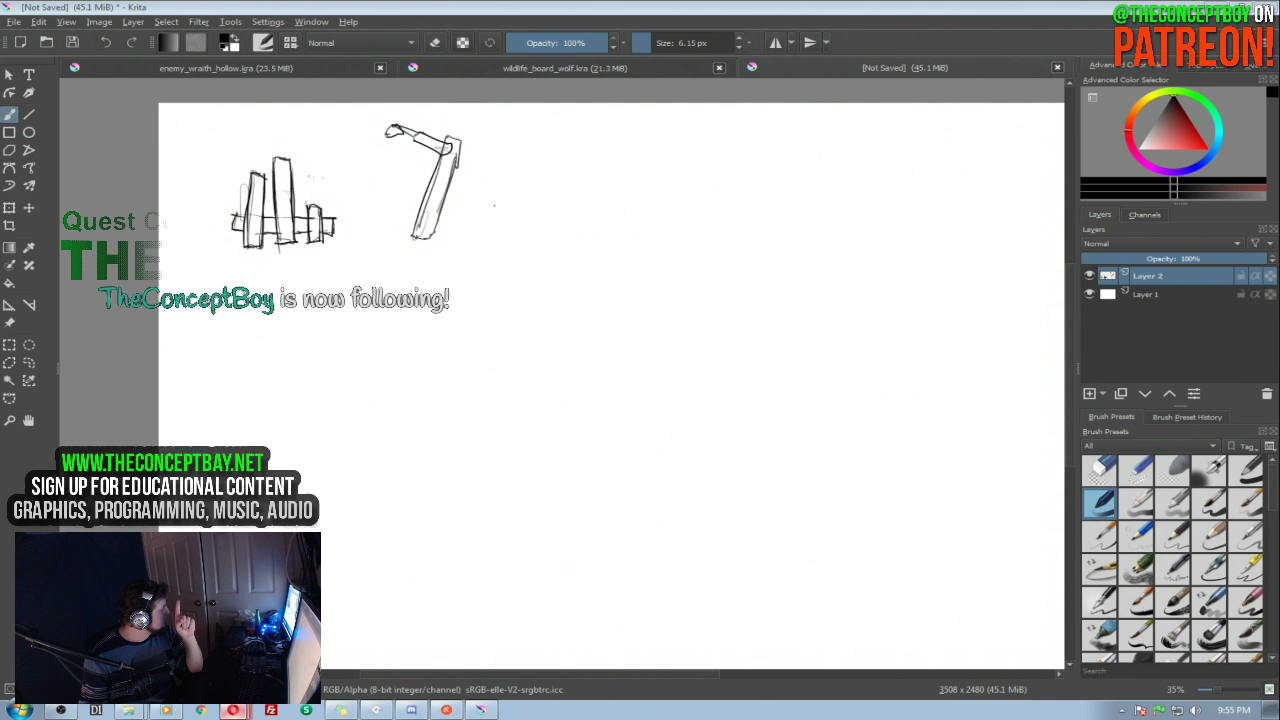 [Not Saved] (45.1 MiB) * - Krita
@THECONCEPTBOY ON
PATREON!
File Edit View Image Layer Select Filter Tools Settings Window Help
Normal
Opacity: 100%
Size: 6.15 px
enemy_wraith_hollow.kra (23.5 MiB)
wildlife_board_wolf.kra (21.3 MiB)
[Not Saved] (45.1 MiB)
Advanced Color Selector
Layers Channels
Layers
Normal
Opacity: 100%
Layer 2
Layer 1
Quest
THE
TheConceptBoy is now following!
Brush Presets Brush Preset History
Brush Presets
All
Tag
WWW.THECONCEPTBAY.NET
SIGN UP FOR EDUCATIONAL CONTENT
GRAPHICS, PROGRAMMING, MUSIC, AUDIO
Search
RGB/Alpha (8-bit integer/channel) sRGB-elle-V2-srgbtrc.icc
3508 x 2480 (45.1 MiB)
35%
9:55 PM